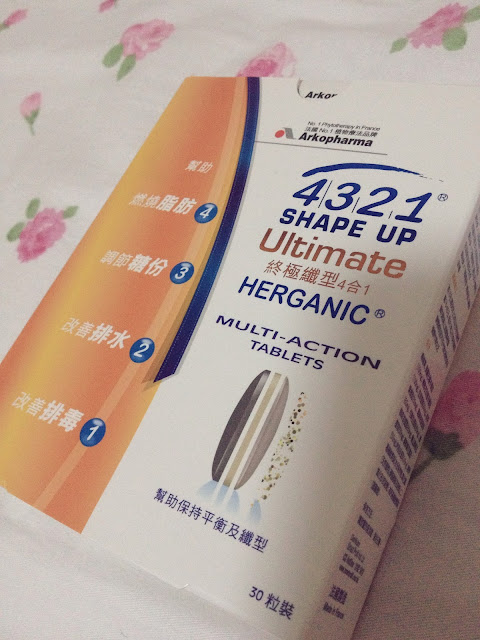 Arkop
No. 1 Phytotherapy in France
法國 No.1 植物療法品牌
Arkopharma
4321®
SHAPE UP
Ultimate
終極纖型4合1
HERGANIC®
MULTI-ACTION
TABLETS
幫助
燃燒脂肪 4
調節糖份 3
改善排水 2
改善排毒 1
幫助保持平衡及纖型
30 粒裝
Made in France